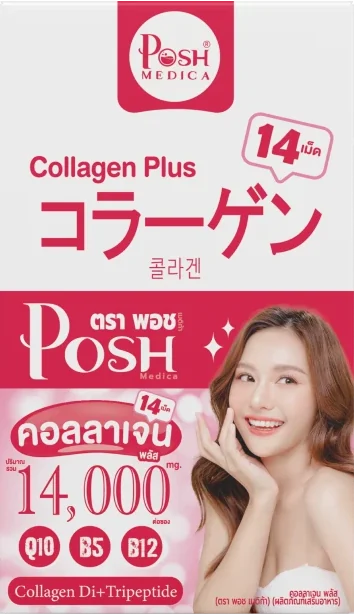 POSH®
MEDICA
14 เม็ด
Collagen Plus
コラーゲン
콜라겐
ตรา พอช เมดิก้า
POSH
Medica
14 เม็ด
คอลลาเจน
พลัส
ปริมาณ
รวม
14,000 mg.
ต่อซอง
Q10 B5 B12
Collagen Di+Tripeptide
คอลลาเจน พลัส
(ตรา พอช เมดิก้า) (ผลิตภัณฑ์เสริมอาหาร)